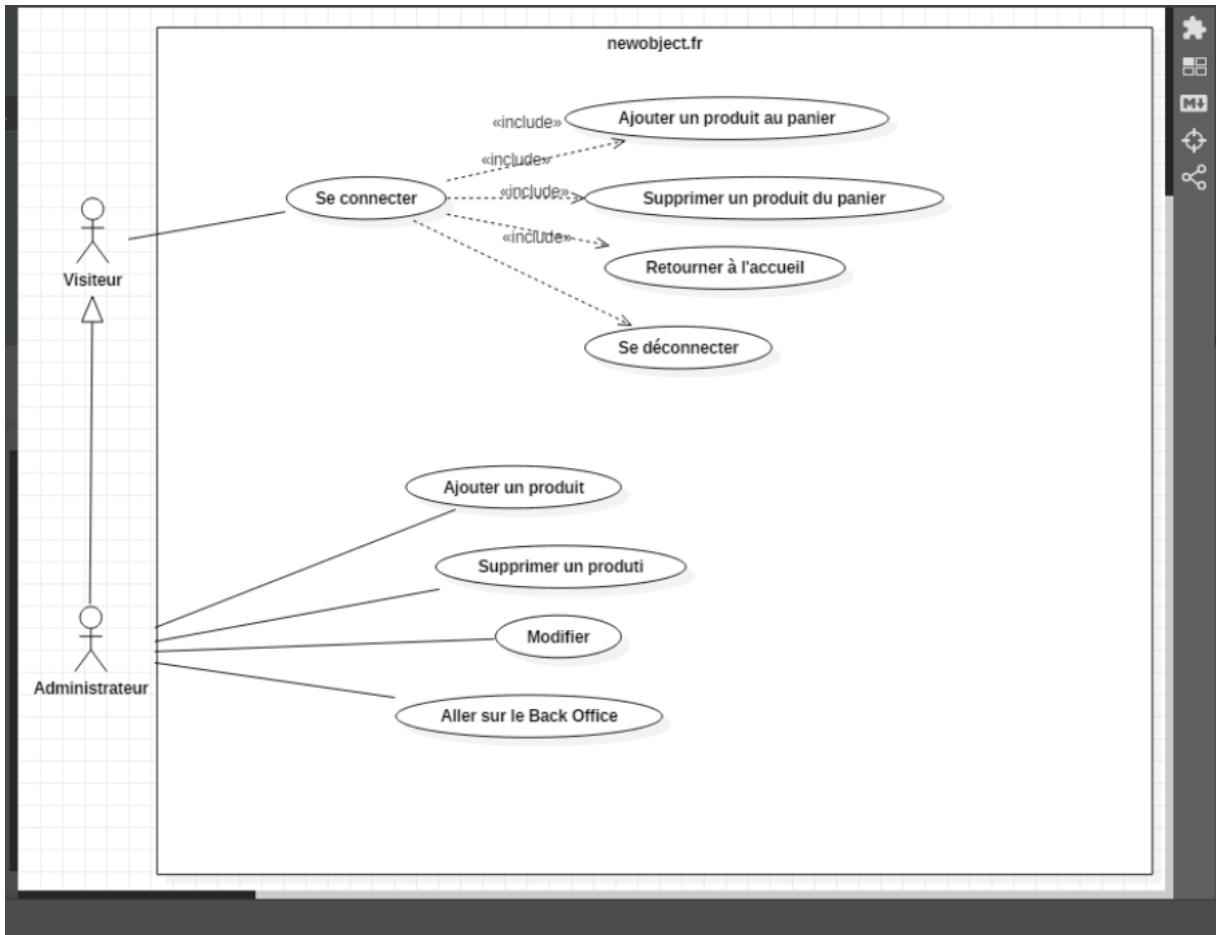 newobject.fr
«include»
Ajouter un produit au panier
«include»
Se connecter
«include»
Supprimer un produit du panier
«include»
Retourner à l'accueil
Visiteur
Se déconnecter
Ajouter un produit
Supprimer un produti
Modifier
Administrateur
Aller sur le Back Office
M